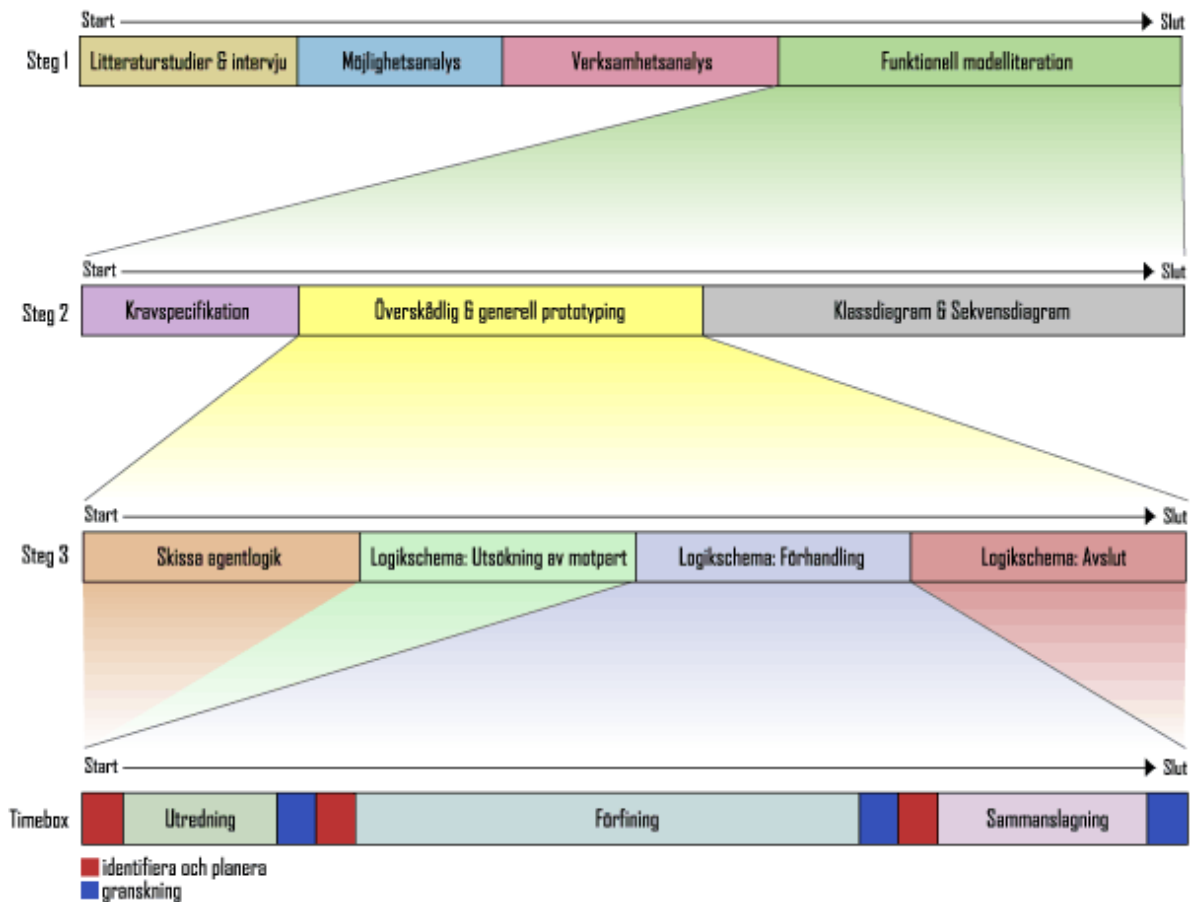 Start Slut
Steg 1 Litteraturstudier & intervju Möjlighetsanalys Verksamhetsanalys Funktionell modelliteration
Start Slut
Steg 2 Kravspecifikation Överskådlig & generell prototyping Klassdiagram & Sekvensdiagram
Start Slut
Steg 3 Skissa agentlogik Logikschema: Utsökning av motpart Logikschema: Förhandling Logikschema: Avslut
Start Slut
Timebox Utredning Förfining Sammanslagning
identifiera och planera
granskning